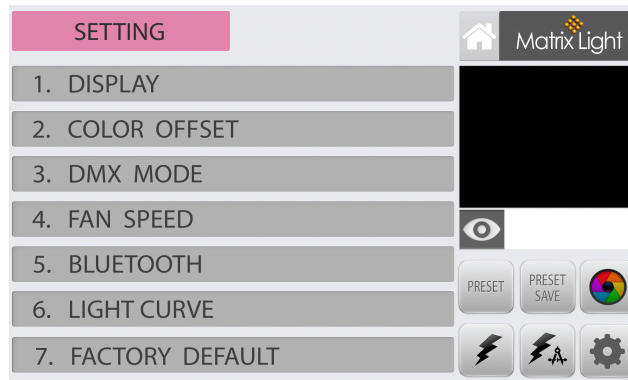 SETTING
Matrix Light
1. DISPLAY
2. COLOR OFFSET
3. DMX MODE
4. FAN SPEED
5. BLUETOOTH
6. LIGHT CURVE
7. FACTORY DEFAULT
PRESET
PRESET
SAVE